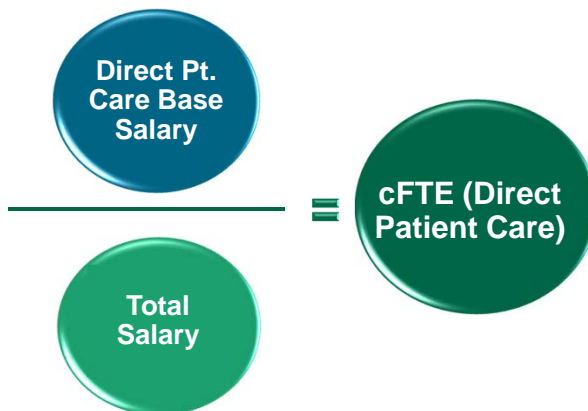 Direct Pt.
Care Base
Salary
=
cFTE (Direct
Patient Care)
Total
Salary